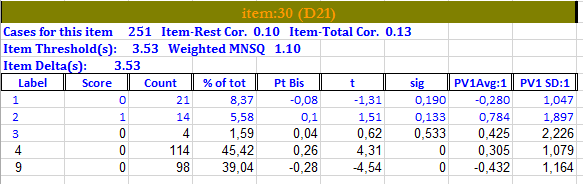 item:30 (D21)
Cases for this item 251 Item-Rest Cor. 0.10 Item-Total Cor. 0.13
Item Threshold(s): 3.53 Weighted MNSQ 1.10
Item Delta(s): 3.53
Label Score Count % of tot Pt Bis t sig PV1Avg:1 PV1 SD:1
1 0 21 8,37 -0,08 -1,31 0,190 -0,280 1,047
2 1 14 5,58 0,1 1,51 0,133 0,784 1,897
3 0 4 1,59 0,04 0,62 0,533 0,425 2,226
4 0 114 45,42 0,26 4,31 0 0,305 1,079
9 0 98 39,04 -0,28 -4,54 0 -0,432 1,164